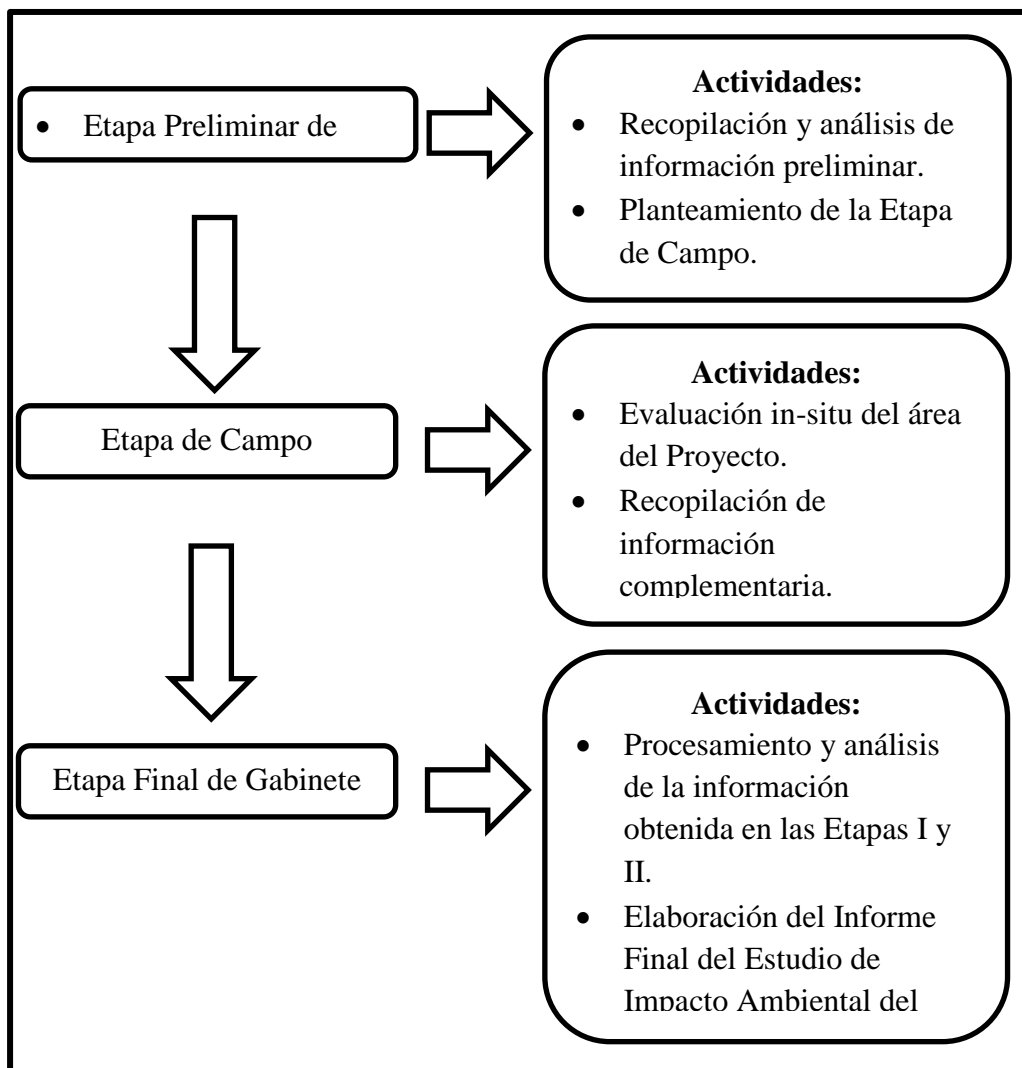 • Etapa Preliminar de
Actividades:
• Recopilación y análisis de
información preliminar.
• Planteamiento de la Etapa
de Campo.
Etapa de Campo
Actividades:
• Evaluación in-situ del área
del Proyecto.
• Recopilación de
información
complementaria.
Etapa Final de Gabinete
Actividades:
• Procesamiento y análisis
de la información
obtenida en las Etapas I y
II.
• Elaboración del Informe
Final del Estudio de
Impacto Ambiental del